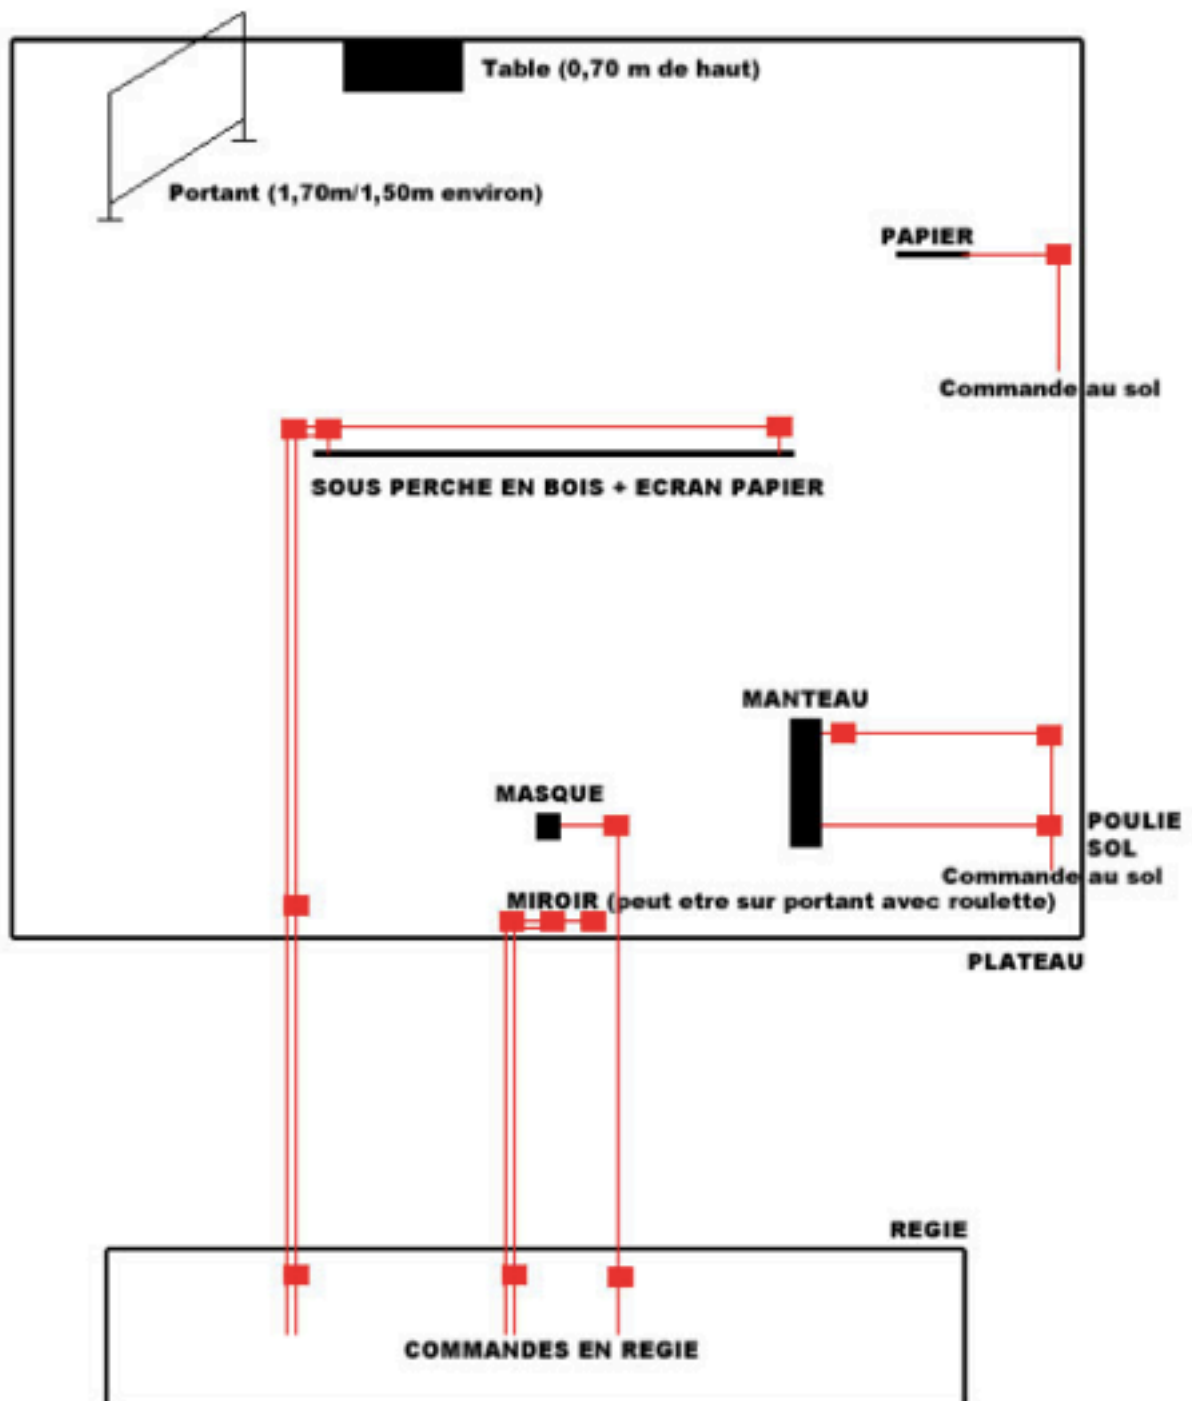 Table (0,70 m de haut)
Portant (1,70m/1,50m environ)
PAPIER
Commande au sol
SOUS PERCHE EN BOIS + ECRAN PAPIER
MANTEAU
MASQUE
POULIE
SOL
Commande au sol
MIROIR (peut etre sur portant avec roulette)
PLATEAU
REGIE
COMMANDES EN REGIE